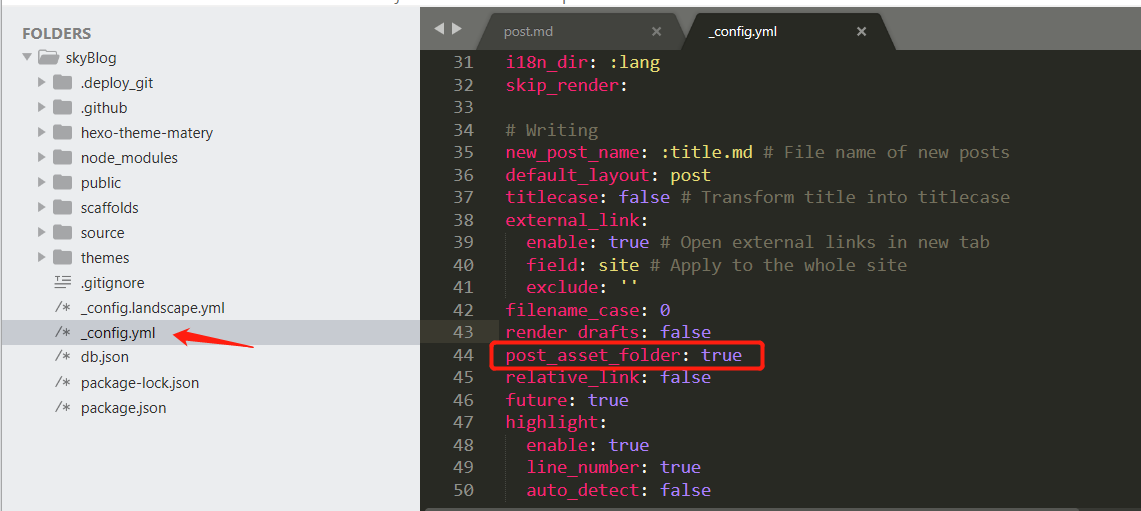 FOLDERS
skyBlog
.deploy_git
.github
hexo-theme-matery
node_modules
public
scaffolds
source
themes
.gitignore
/* _config.landscape.yml
/* _config.yml
/* db.json
/* package-lock.json
/* package.json
post.md × _config.yml ×
31 i18n_dir: :lang
32 skip_render:
33
34 # Writing
35 new_post_name: :title.md # File name of new posts
36 default_layout: post
37 titlecase: false # Transform title into titlecase
38 external_link:
39   enable: true # Open external links in new tab
40   field: site # Apply to the whole site
41   exclude: ''
42 filename_case: 0
43 render_drafts: false
44 post_asset_folder: true
45 relative_link: false
46 future: true
47 highlight:
48   enable: true
49   line_number: true
50   auto_detect: false